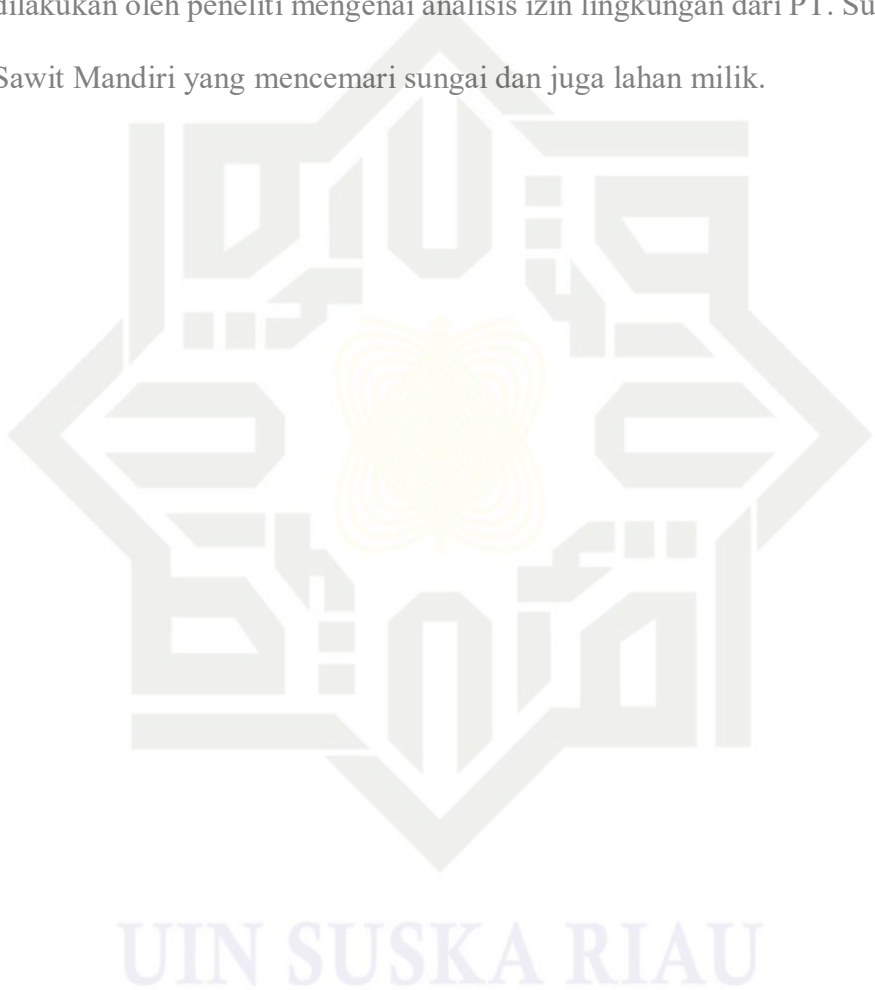 dilakukan oleh peneliti mengenai analisis izin lingkungan dari PT. Su
Sawit Mandiri yang mencemari sungai dan juga lahan milik.
UIN SUSKA RIAU